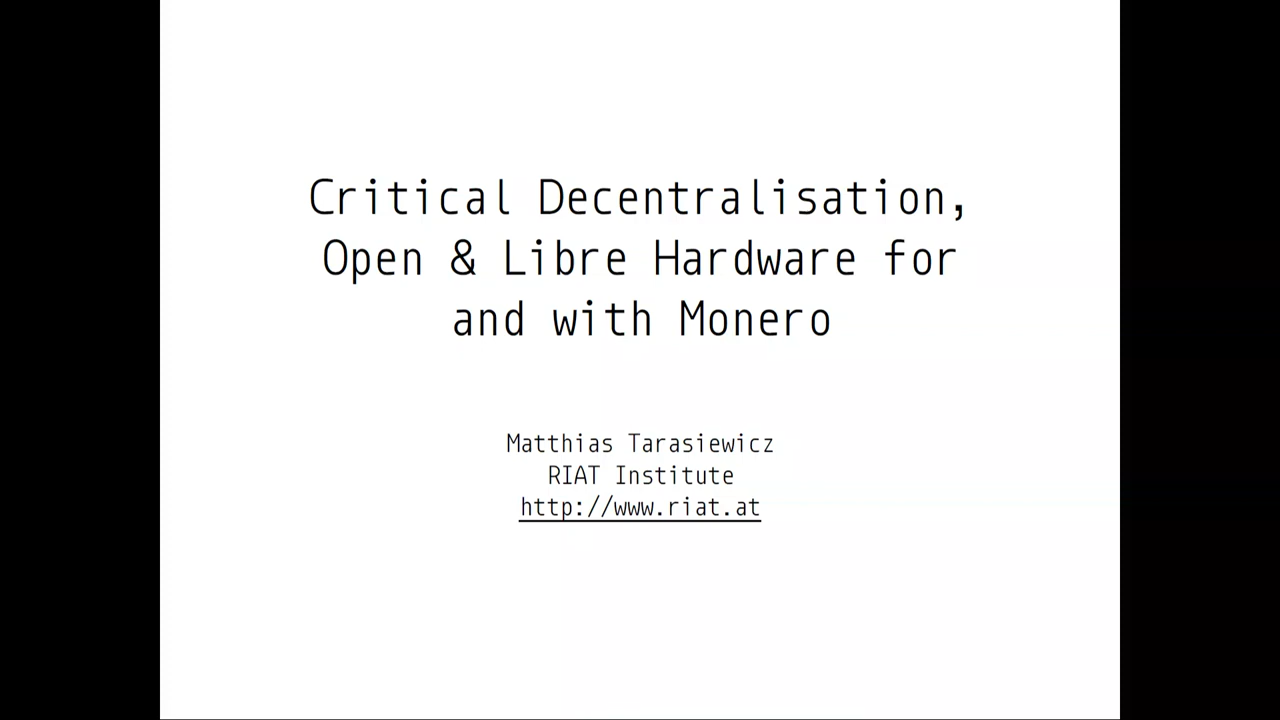 Critical Decentralisation,
Open & Libre Hardware for
and with Monero
Matthias Tarasiewicz
RIAT Institute
http://www.riat.at